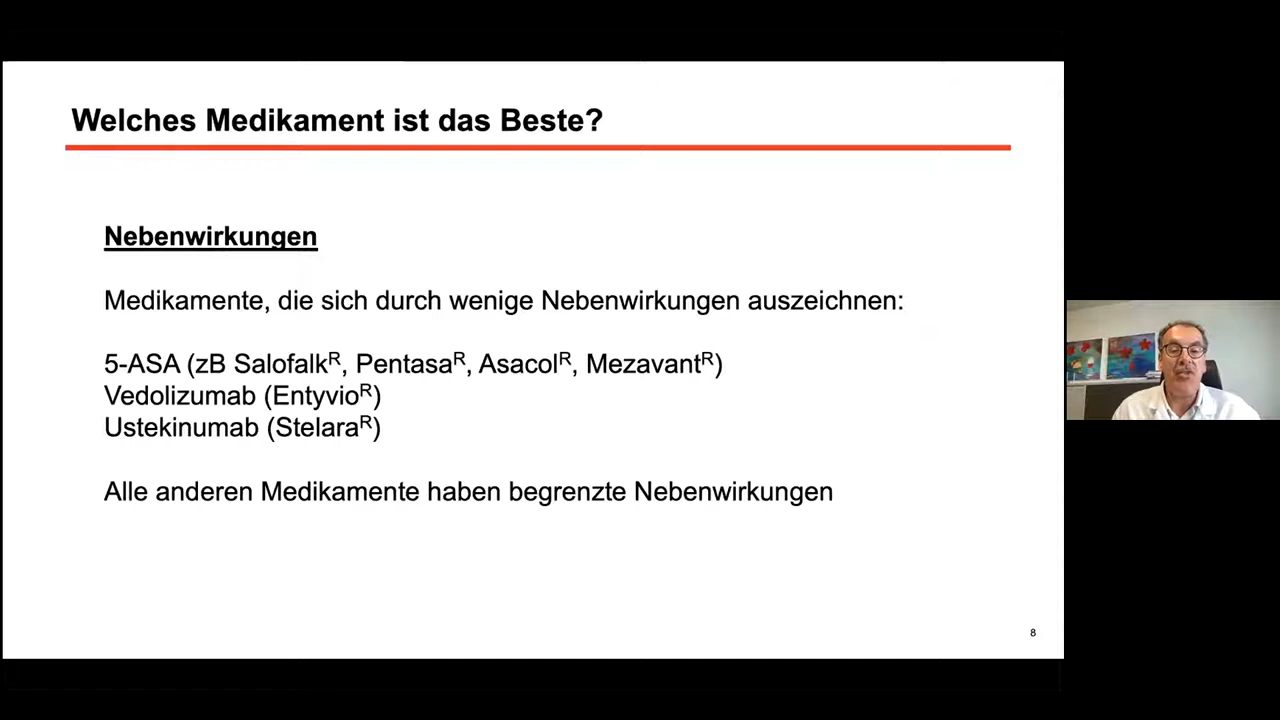 Welches Medikament ist das Beste?
Nebenwirkungen
Medikamente, die sich durch wenige Nebenwirkungen auszeichnen:
5-ASA (zB Salofalkᴿ, Pentasaᴿ, Asacolᴿ, Mezavantᴿ)
Vedolizumab (Entyvioᴿ)
Ustekinumab (Stelaraᴿ)
Alle anderen Medikamente haben begrenzte Nebenwirkungen
8